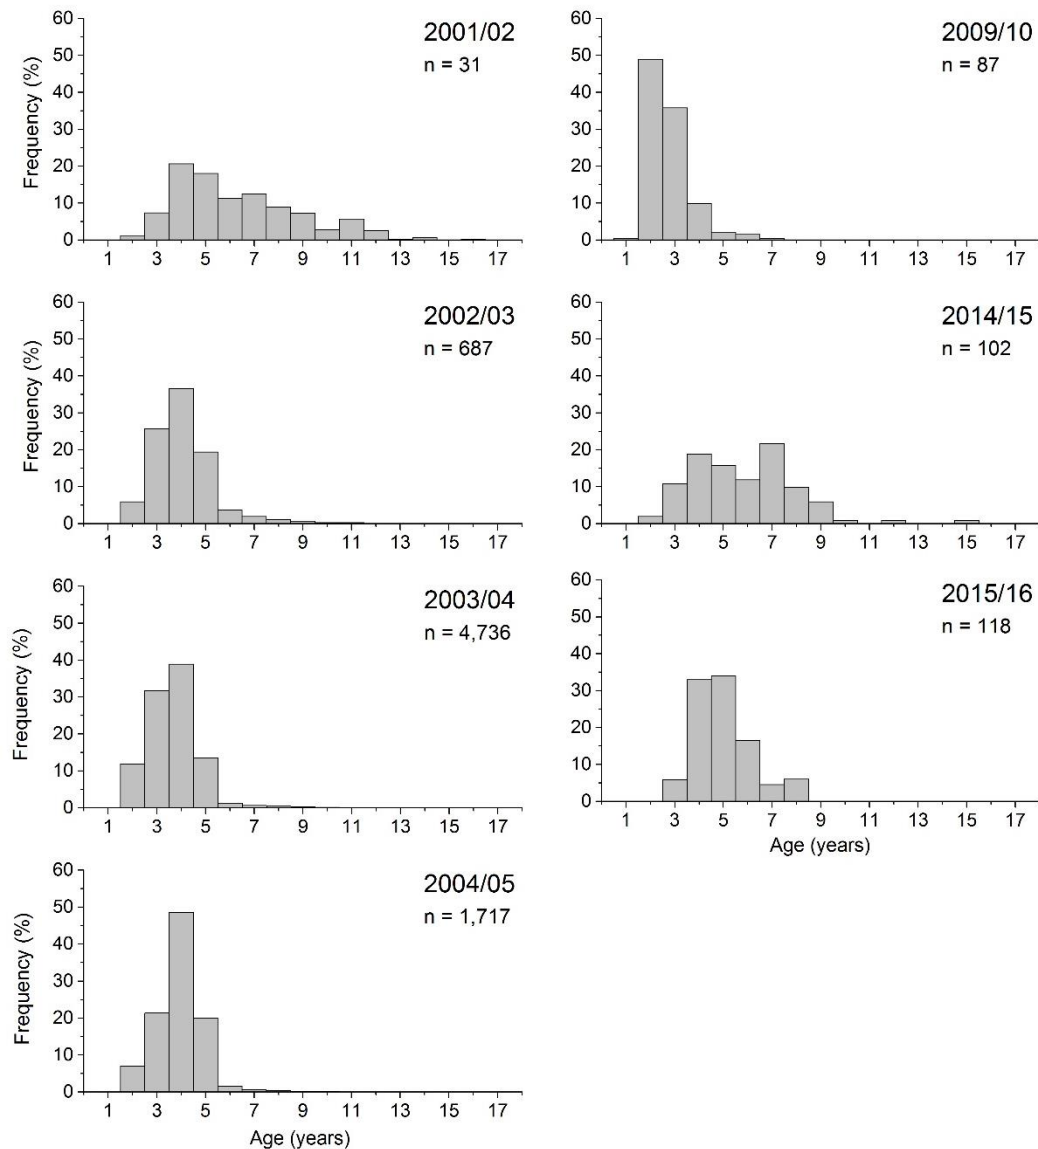 2001/02
n = 31
Frequency (%)
60
50
40
30
20
10
0
1 3 5 7 9 11 13 15 17
2009/10
n = 87
60
50
40
30
20
10
0
1 3 5 7 9 11 13 15 17
2002/03
n = 687
Frequency (%)
60
50
40
30
20
10
0
1 3 5 7 9 11 13 15 17
2014/15
n = 102
60
50
40
30
20
10
0
1 3 5 7 9 11 13 15 17
2003/04
n = 4,736
Frequency (%)
60
50
40
30
20
10
0
1 3 5 7 9 11 13 15 17
2015/16
n = 118
60
50
40
30
20
10
0
1 3 5 7 9 11 13 15 17
Age (years)
2004/05
n = 1,717
Frequency (%)
60
50
40
30
20
10
0
1 3 5 7 9 11 13 15 17
Age (years)